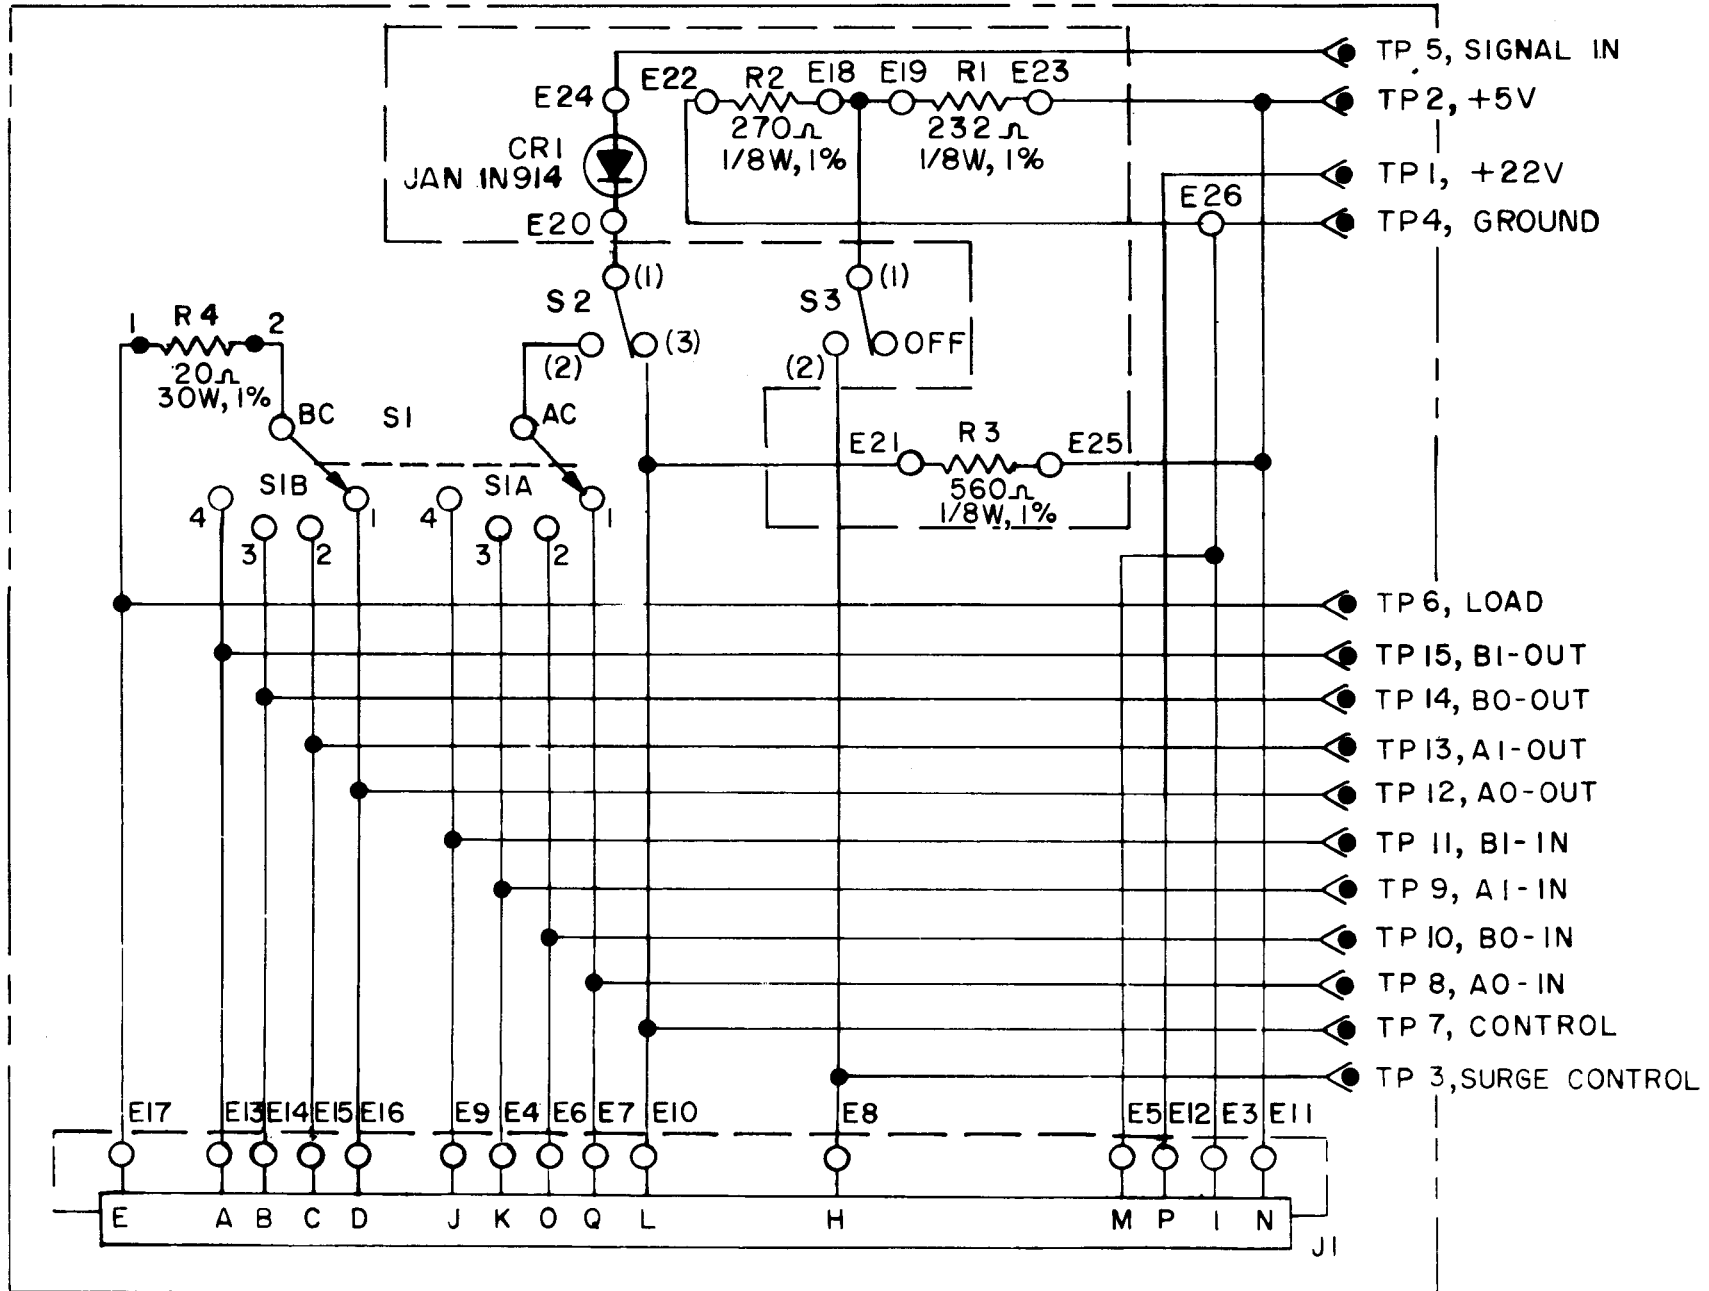 TP 5, SIGNAL IN
E22 R2 E18 E19 R1 E23
E24
TP 2, +5V
270Ω 232Ω
1/8W, 1% 1/8W, 1%
CR1
JAN 1N914
TP 1, +22V
E26
E20
TP4, GROUND
(1) (1)
S2 S3
1 R4 2
(2) (3) (2) OFF
20Ω
30W, 1%
BC S1 AC
E21 R3 E25
S1B S1A
560Ω
1/8W, 1%
4 1 4 1
3 2 3 2
TP 6, LOAD
TP 15, B1-OUT
TP 14, B0-OUT
TP 13, A1-OUT
TP 12, A0-OUT
TP 11, B1-IN
TP 9, A1-IN
TP 10, B0-IN
TP 8, A0-IN
TP 7, CONTROL
TP 3, SURGE CONTROL
E17 E13 E14 E15 E16 E9 E4 E6 E7 E10 E8 E5 E12 E3 E11
E A B C D J K O Q L H M P I N
J1